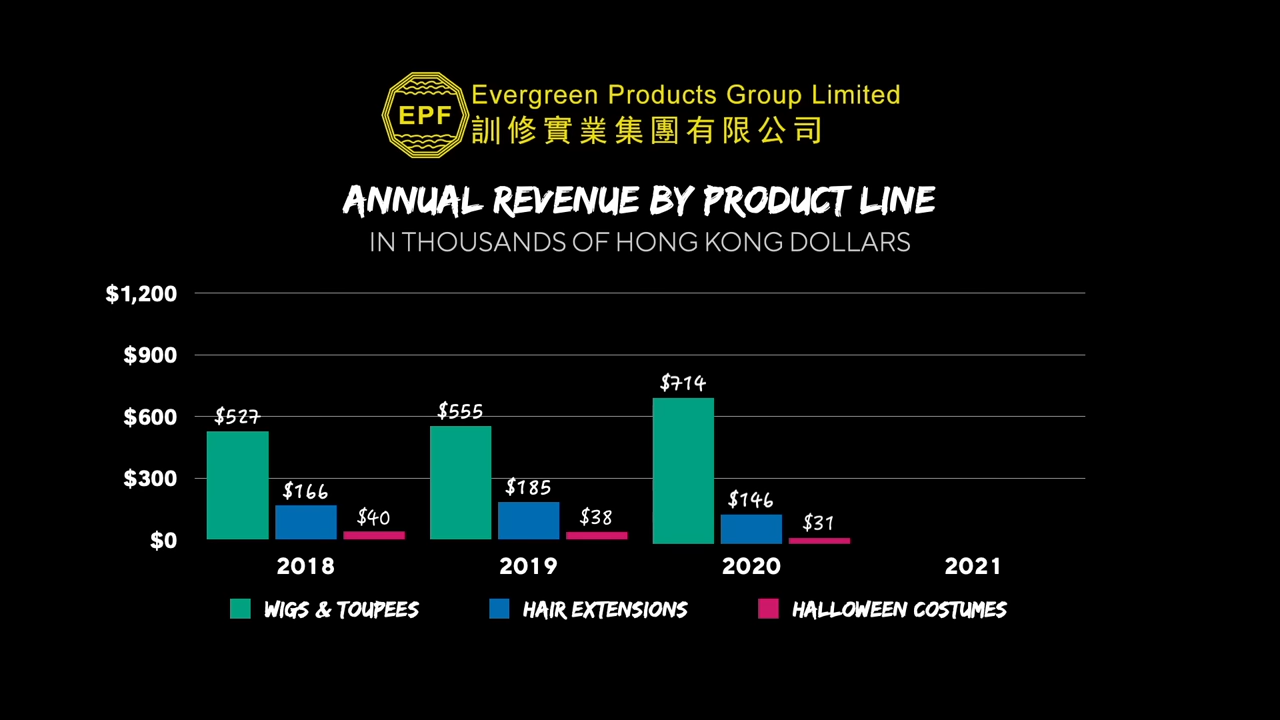 EPF
Evergreen Products Group Limited
訓修實業集團有限公司
ANNUAL REVENUE BY PRODUCT LINE
IN THOUSANDS OF HONG KONG DOLLARS
$1,200
$900
$600
$300
$0
$527
$166
$40
$555
$185
$38
$714
$146
$31
2018
2019
2020
2021
WIGS & TOUPEES
HAIR EXTENSIONS
HALLOWEEN COSTUMES